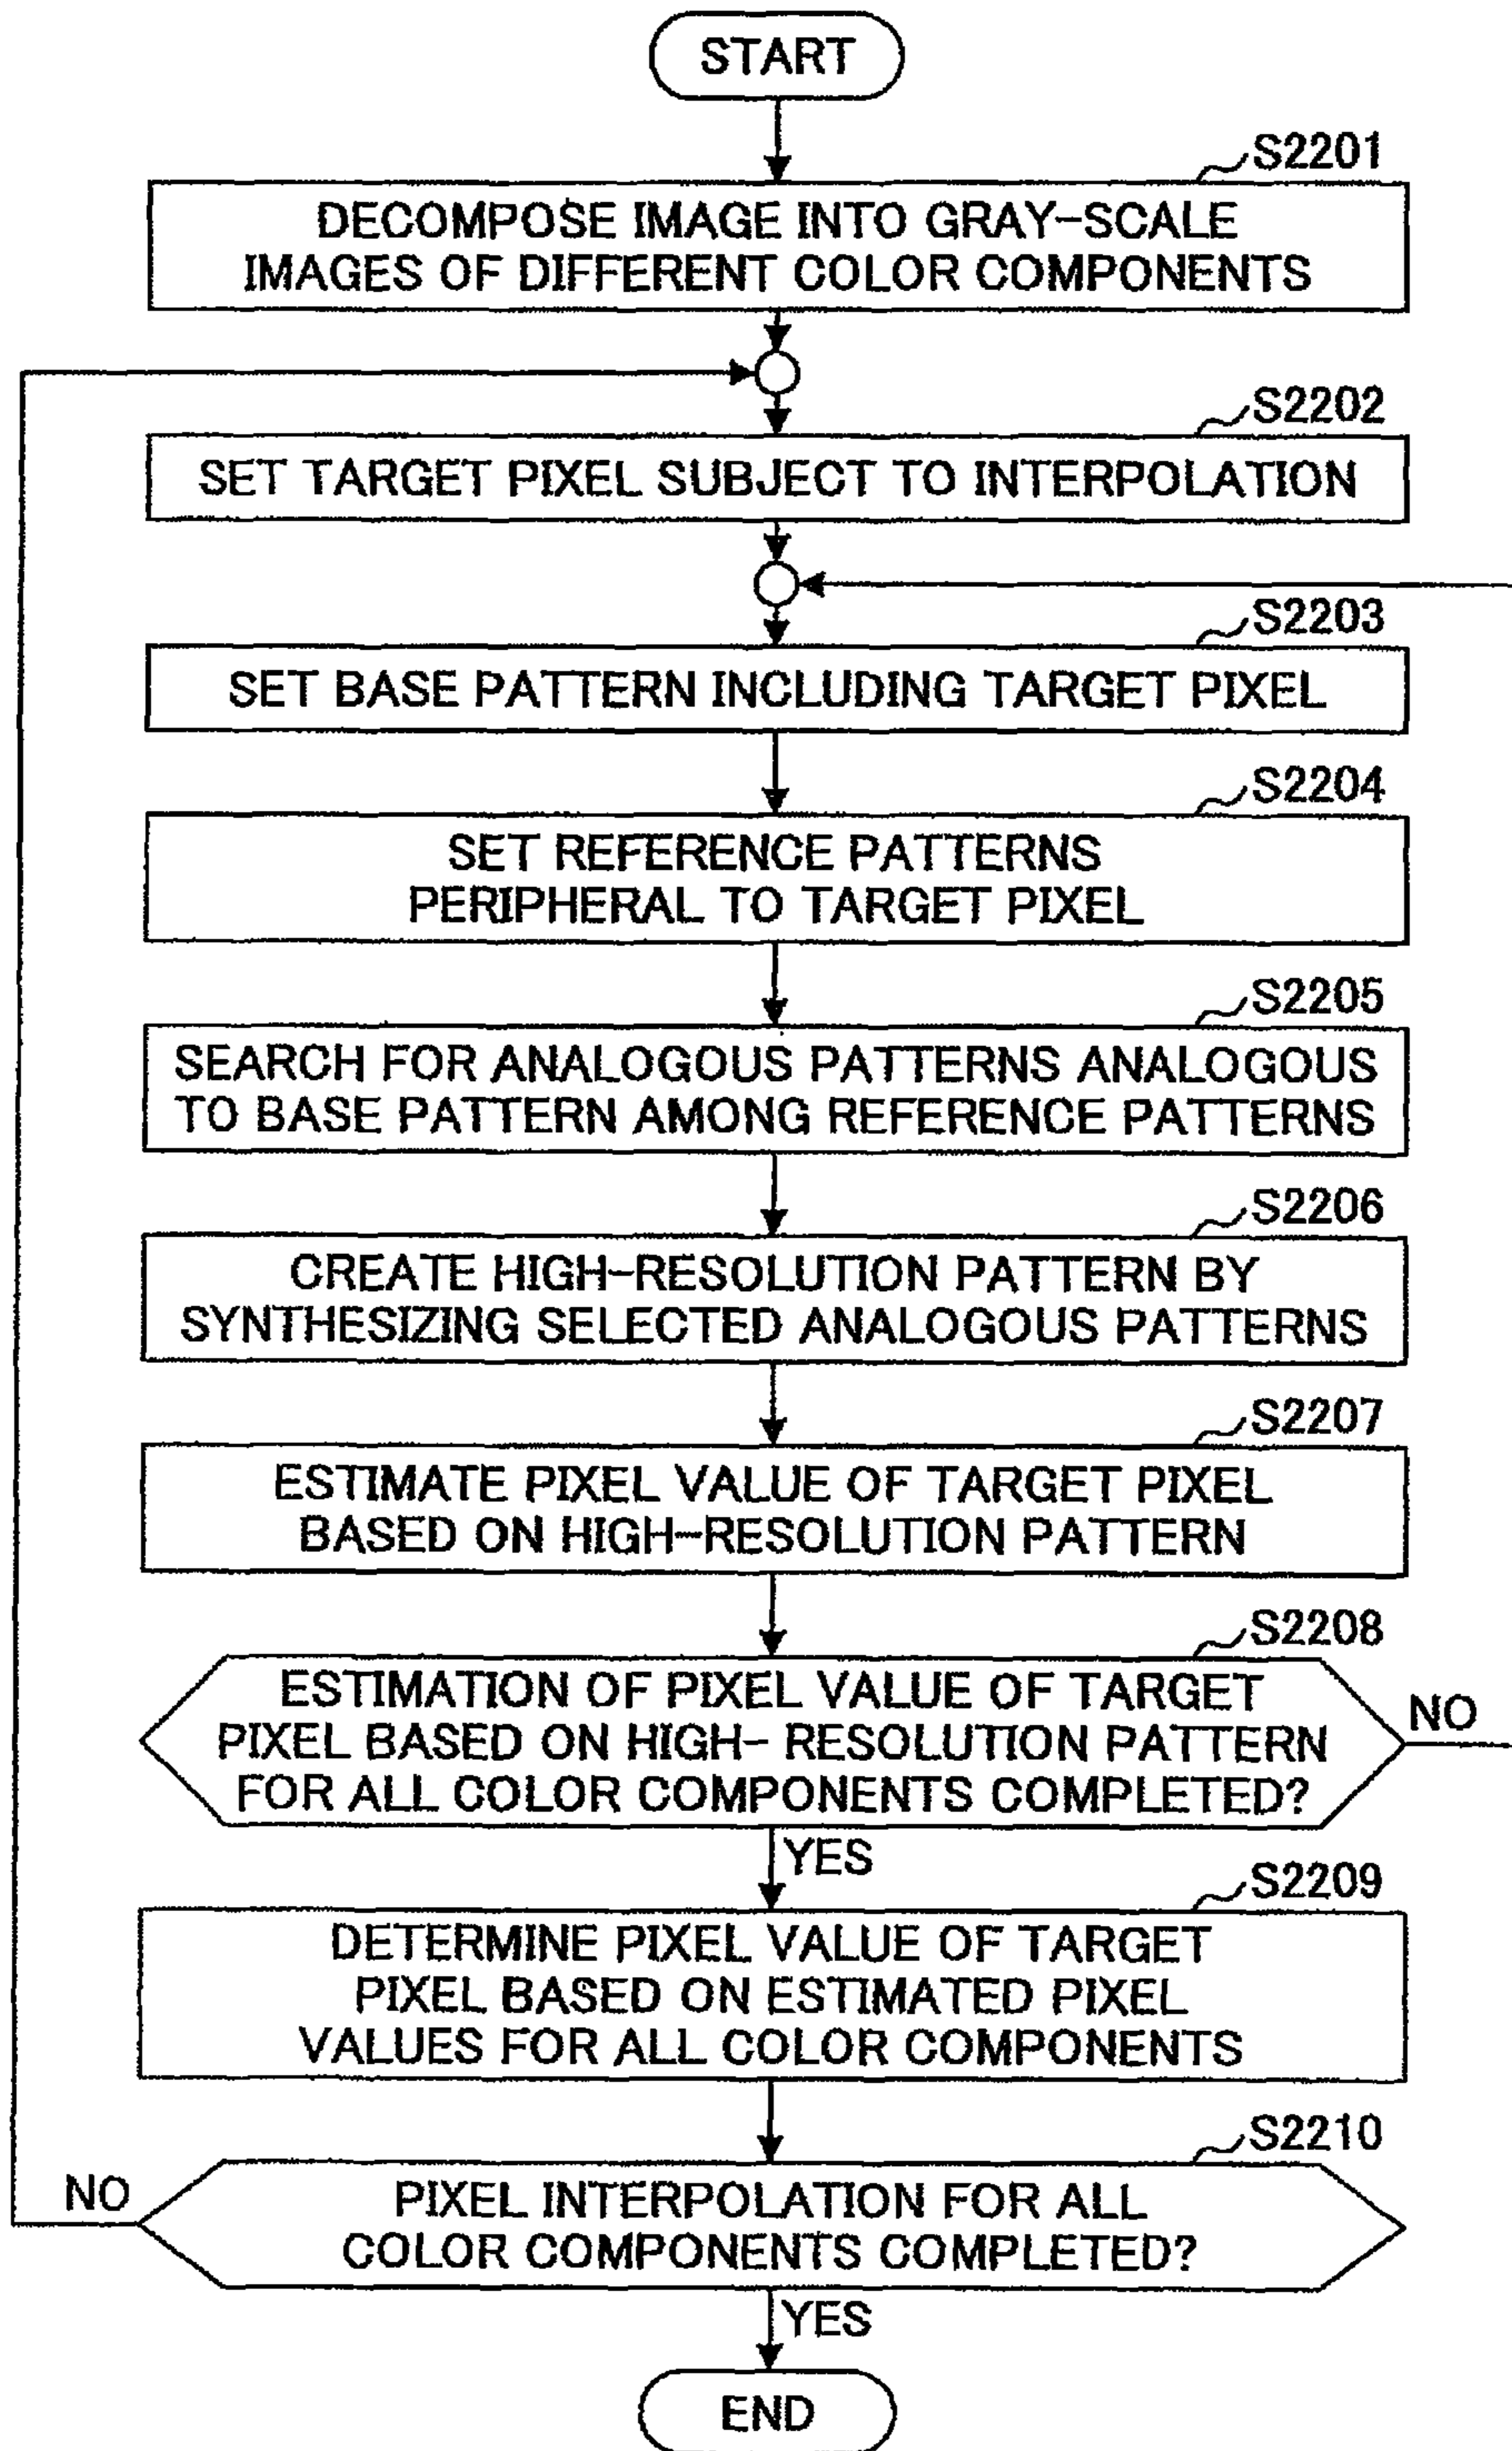 START
S2201
DECOMPOSE IMAGE INTO GRAY-SCALE
IMAGES OF DIFFERENT COLOR COMPONENTS
S2202
SET TARGET PIXEL SUBJECT TO INTERPOLATION
S2203
SET BASE PATTERN INCLUDING TARGET PIXEL
S2204
SET REFERENCE PATTERNS
PERIPHERAL TO TARGET PIXEL
S2205
SEARCH FOR ANALOGOUS PATTERNS ANALOGOUS
TO BASE PATTERN AMONG REFERENCE PATTERNS
S2206
CREATE HIGH-RESOLUTION PATTERN BY
SYNTHESIZING SELECTED ANALOGOUS PATTERNS
S2207
ESTIMATE PIXEL VALUE OF TARGET PIXEL
BASED ON HIGH-RESOLUTION PATTERN
S2208
ESTIMATION OF PIXEL VALUE OF TARGET
PIXEL BASED ON HIGH- RESOLUTION PATTERN
FOR ALL COLOR COMPONENTS COMPLETED?
NO
YES
S2209
DETERMINE PIXEL VALUE OF TARGET
PIXEL BASED ON ESTIMATED PIXEL
VALUES FOR ALL COLOR COMPONENTS
S2210
NO
PIXEL INTERPOLATION FOR ALL
COLOR COMPONENTS COMPLETED?
YES
END